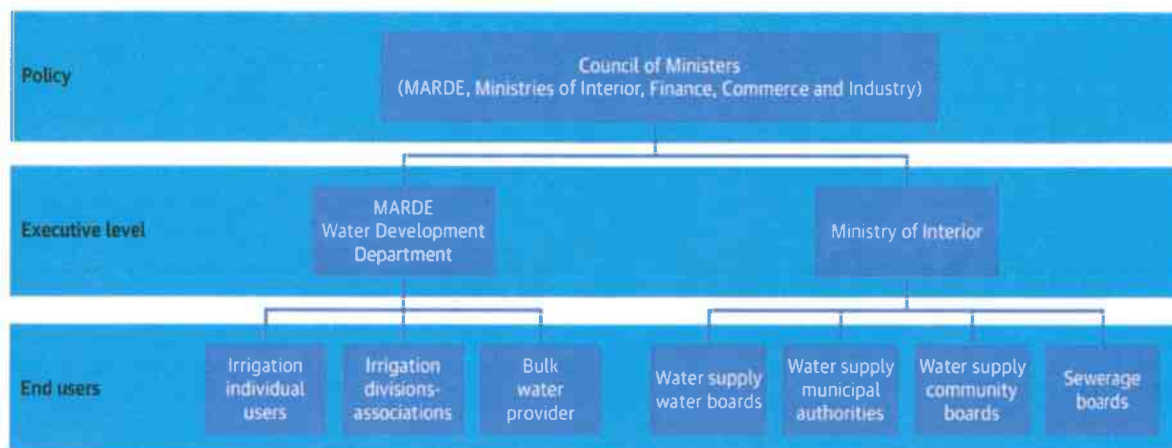 Policy
Council of Ministers
(MARDE, Ministries of Interior, Finance, Commerce and Industry)
Executive level
MARDE
Water Development
Department
Ministry of Interior
End users
Irrigation
individual
users
Irrigation
divisions-
associations
Bulk
water
provider
Water supply
water boards
Water supply
municipal
authorities
Water supply
community
boards
Sewerage
boards